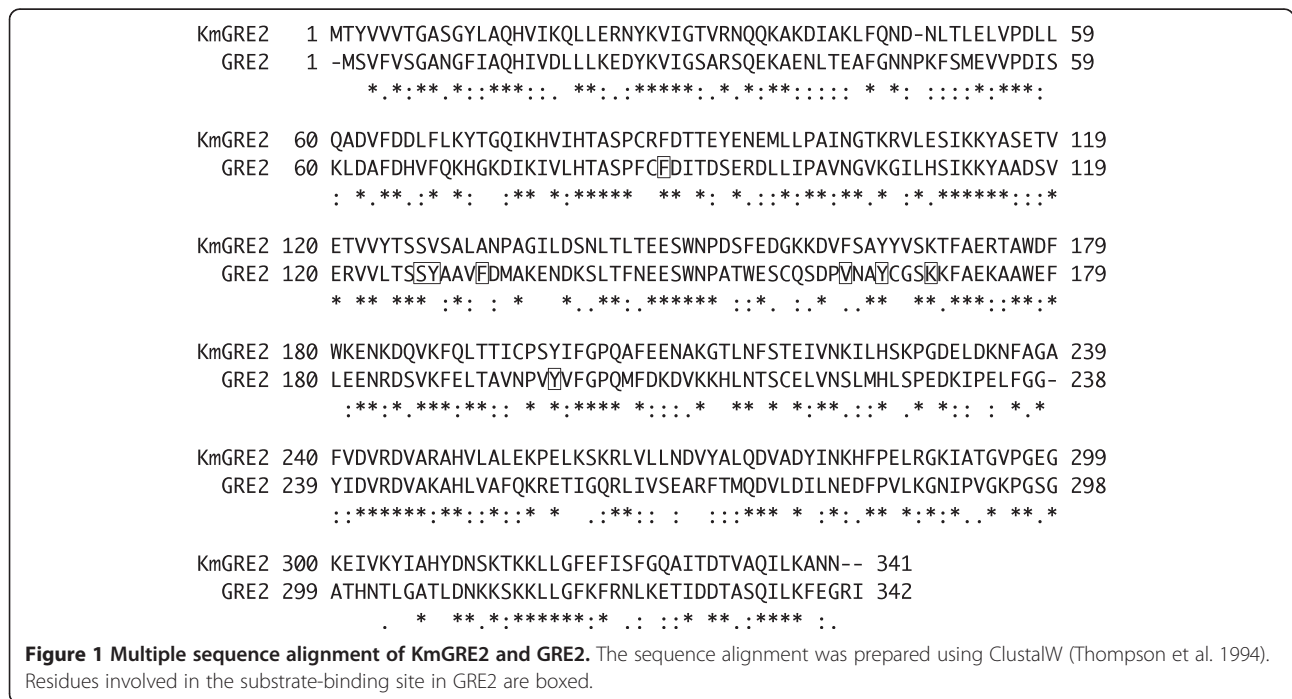 KmGRE2 1 MTYVVVTGASGYLAQHVIKQLLERNYKVIGTVRNQQKAKDIAKLFQND-NLTLELVPDLL 59
GRE2 1 -MSVFVSGANGFIAQHIVDLLLKEDYKVIGSARSQEKAENLTEAFGNNPKFSMEVVPDIS 59
*.*:**.*::***::. **:.:*****:.*.*:**::::: * *: ::::*:***:
KmGRE2 60 QADVFDDLFLKYTGQIKHVIHTASPCRFDTTEYENEMLLPAINGTKRVLESIKKYASETV 119
GRE2 60 KLDAFDHVFQKHGKDIKIVLHTASPFCFDITDSERDLLIPAVNGVKGILHSIKKYAADSV 119
: *.**.:* *: :** *:***** ** *: *.::*:**:**.* :*.******:::*
KmGRE2 120 ETVVYTSSVSALANPAGILDSNLTLTEESWNPDSFEDGKKDVFSAYYVSKTFAERTAWDF 179
GRE2 120 ERVVLTSSYAAVFDMAKENDKSLTFNEESWNPATWESCQSDPVNAYCGSKKFAEKAAWEF 179
* ** *** :*: : * *..**:.****** ::*. :.:* ..** **.***::**:*
KmGRE2 180 WKENKDQVKFQLTTICPSYIFGPQAFEENAKGTLNFSTEIVNKILHSKPGDELDKNFAGA 239
GRE2 180 LEENRDSVKFELTAVNPVYVFGPQMFDKDVKKHLNTSCELVNSLMHLSPEDKIPELFGG- 238
:**:*.***:**:: * *:**** *:::.* ** * *:**.::* .* *:: : *.*
KmGRE2 240 FVDVRDVARAHVLALEKPELKSKRLVLLNDVYALQDVADYINKHFPELRGKIATGVPGEG 299
GRE2 239 YIDVRDVAKAHLVAFQKRETIGQRLIVSEARFTMQDVLDILNEDFPVLKGNIPVGKPGSG 298
::******:**::*::* * .:**:: : :::*** * :*:.** *:*:*..* **.*
KmGRE2 300 KEIVKYIAHYDNSKTKKLLGFEFISFGQAITDTVAQILKANN-- 341
GRE2 299 ATHNTLGATLDNKKSKKLLGFKFRNLKETIDDTASQILKFEGRI 342
. * **.*:******:* .: ::* **.:**** :.
Figure 1 Multiple sequence alignment of KmGRE2 and GRE2. The sequence alignment was prepared using ClustalW (Thompson et al. 1994).
Residues involved in the substrate-binding site in GRE2 are boxed.